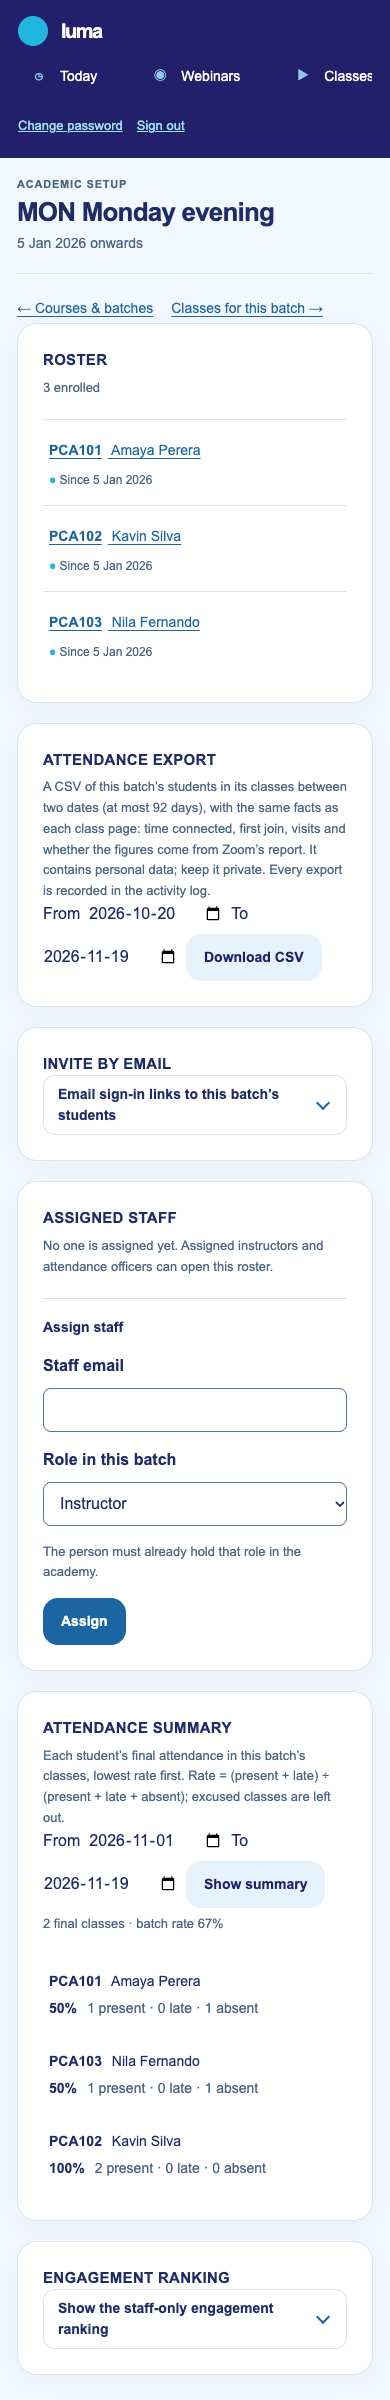 luma
Today Webinars Classes
Change password Sign out
ACADEMIC SETUP
MON Monday evening
5 Jan 2026 onwards
← Courses & batches Classes for this batch →
ROSTER
3 enrolled
PCA101 Amaya Perera
Since 5 Jan 2026
PCA102 Kavin Silva
Since 5 Jan 2026
PCA103 Nila Fernando
Since 5 Jan 2026
ATTENDANCE EXPORT
A CSV of this batch’s students in its classes between
two dates (at most 92 days), with the same facts as
each class page: time connected, first join, visits and
whether the figures come from Zoom’s report. It
contains personal data; keep it private. Every export
is recorded in the activity log.
From 2026-10-20 To
2026-11-19 Download CSV
INVITE BY EMAIL
Email sign-in links to this batch’s
students
ASSIGNED STAFF
No one is assigned yet. Assigned instructors and
attendance officers can open this roster.
Assign staff
Staff email
Role in this batch
Instructor
The person must already hold that role in the
academy.
Assign
ATTENDANCE SUMMARY
Each student’s final attendance in this batch’s
classes, lowest rate first. Rate = (present + late) ÷
(present + late + absent); excused classes are left
out.
From 2026-11-01 To
2026-11-19 Show summary
2 final classes · batch rate 67%
PCA101 Amaya Perera
50% 1 present · 0 late · 1 absent
PCA103 Nila Fernando
50% 1 present · 0 late · 1 absent
PCA102 Kavin Silva
100% 2 present · 0 late · 0 absent
ENGAGEMENT RANKING
Show the staff-only engagement
ranking